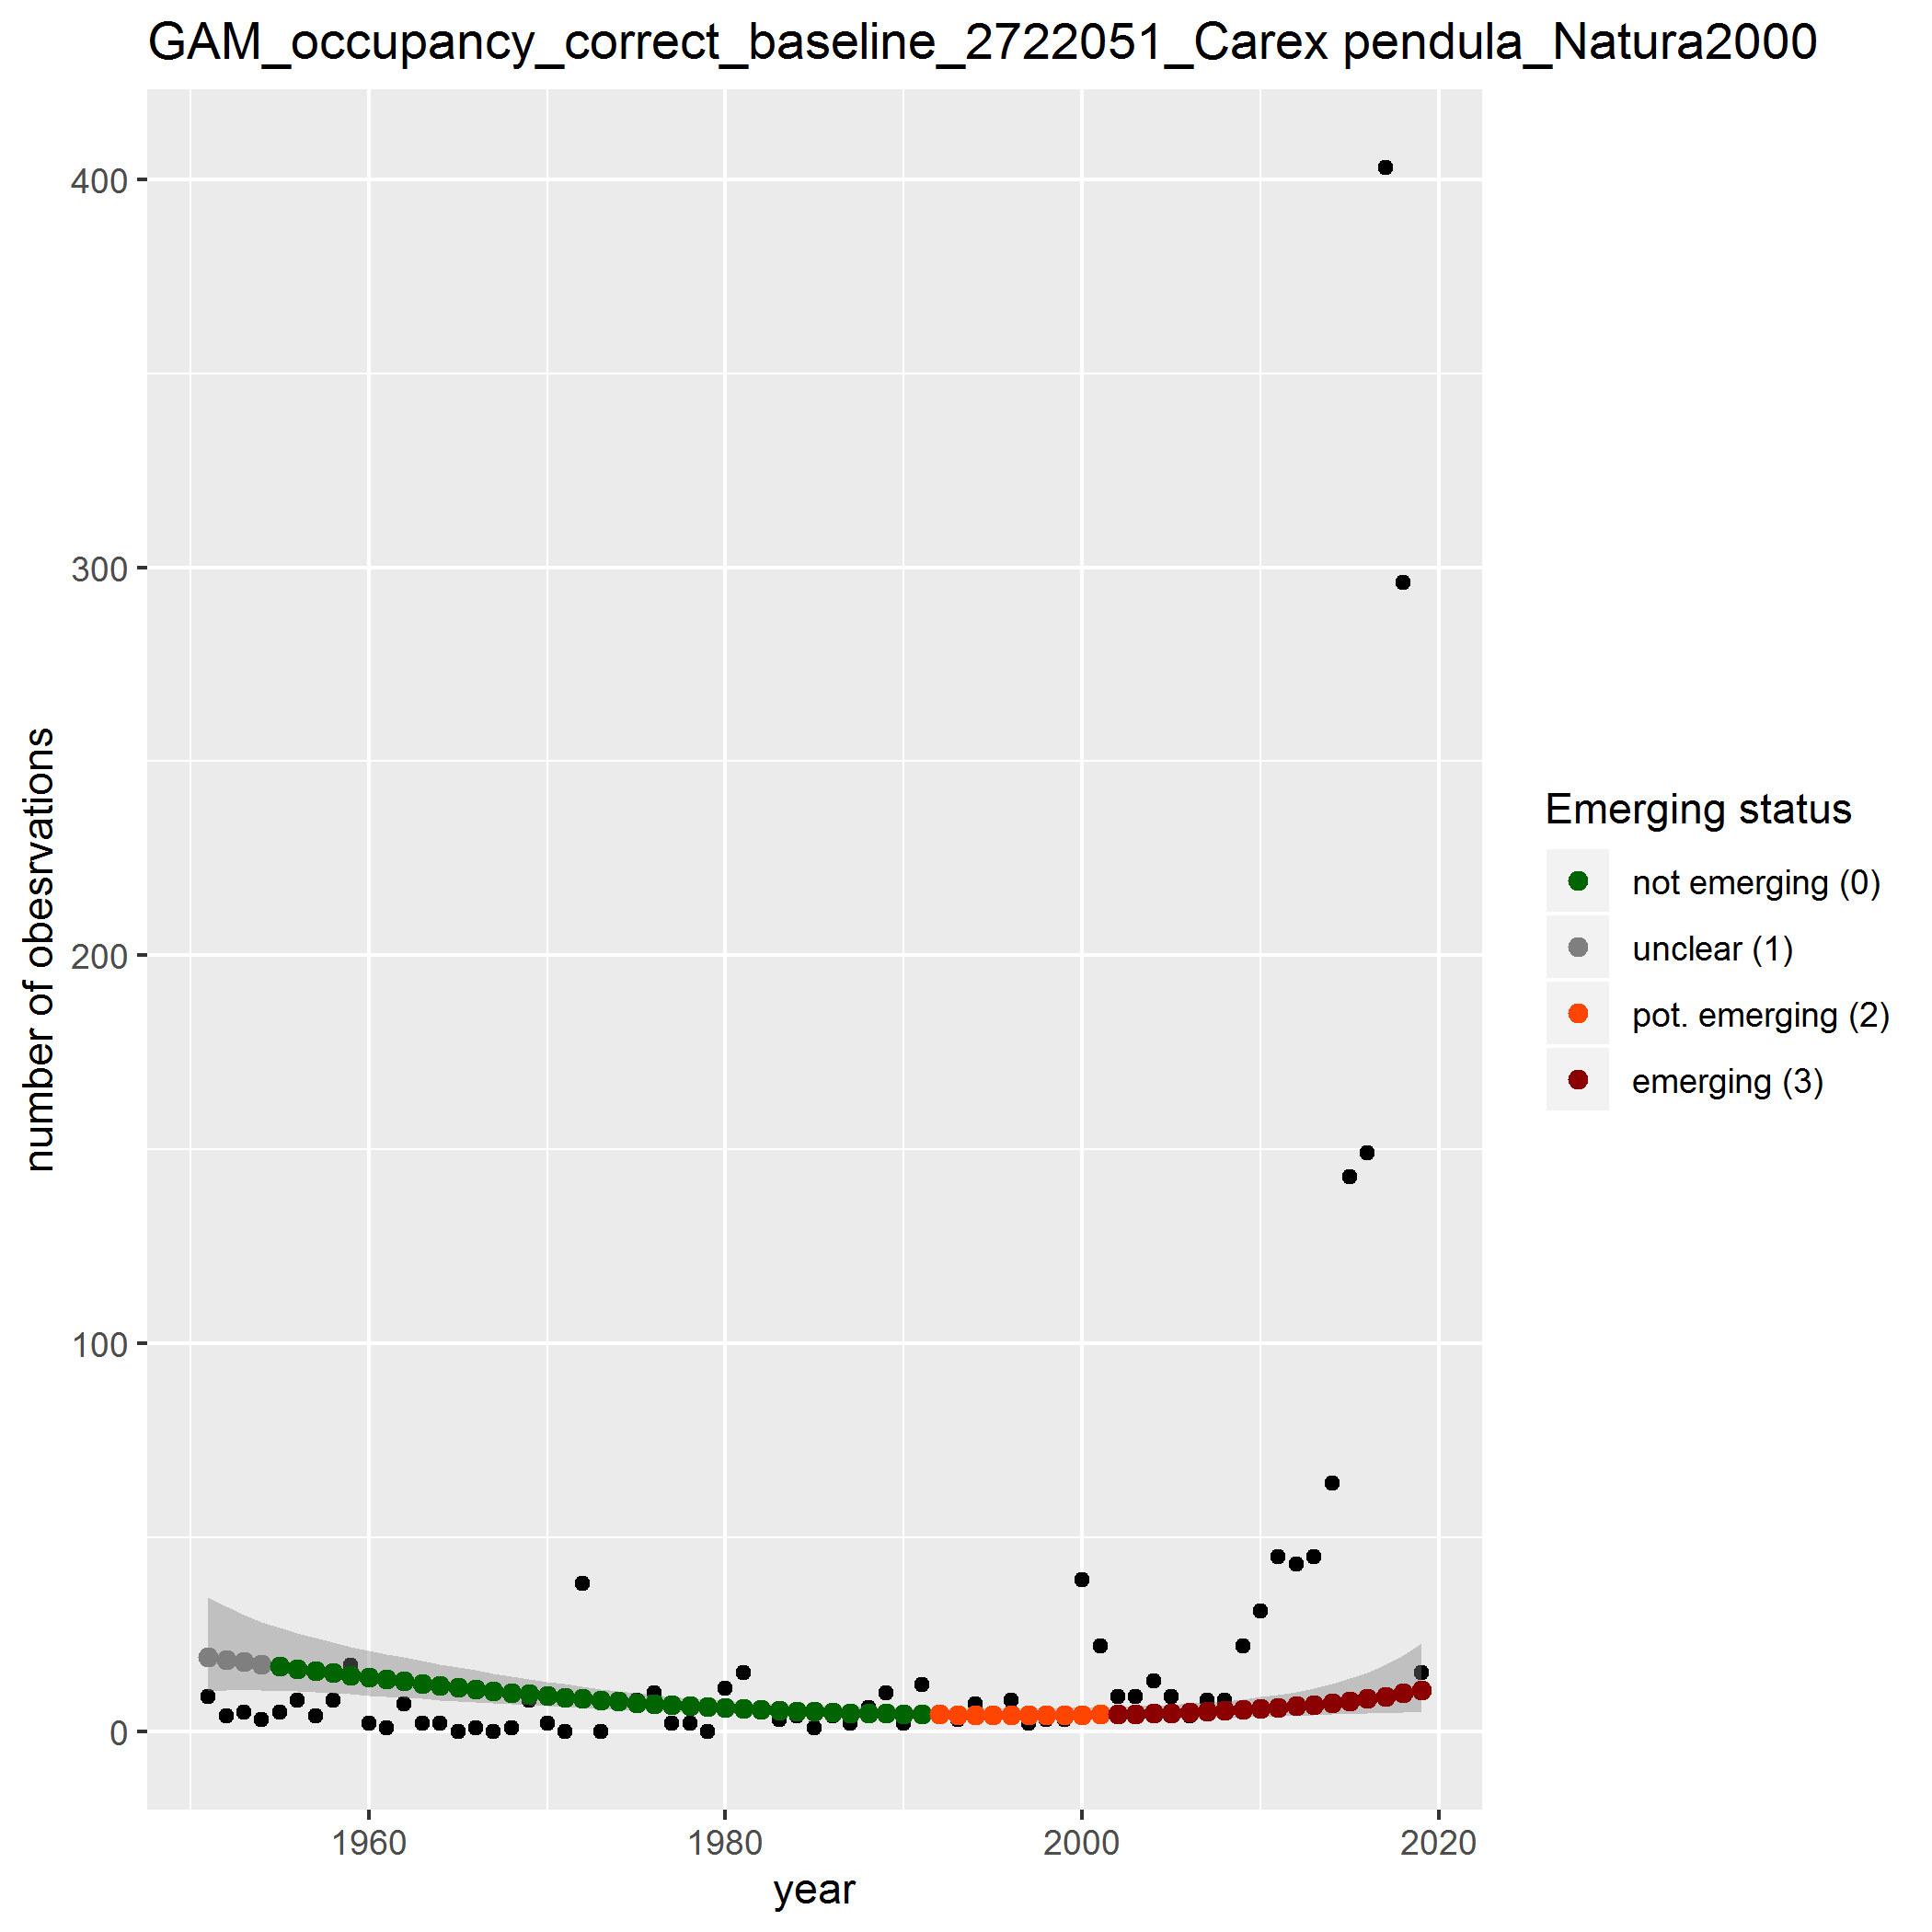 GAM_occupancy_correct_baseline_2722051_Carex pendula_Natura2000
400
300
200
100
0
number of obesrvations
1960 1980 2000 2020
year
Emerging status
not emerging (0)
unclear (1)
pot. emerging (2)
emerging (3)